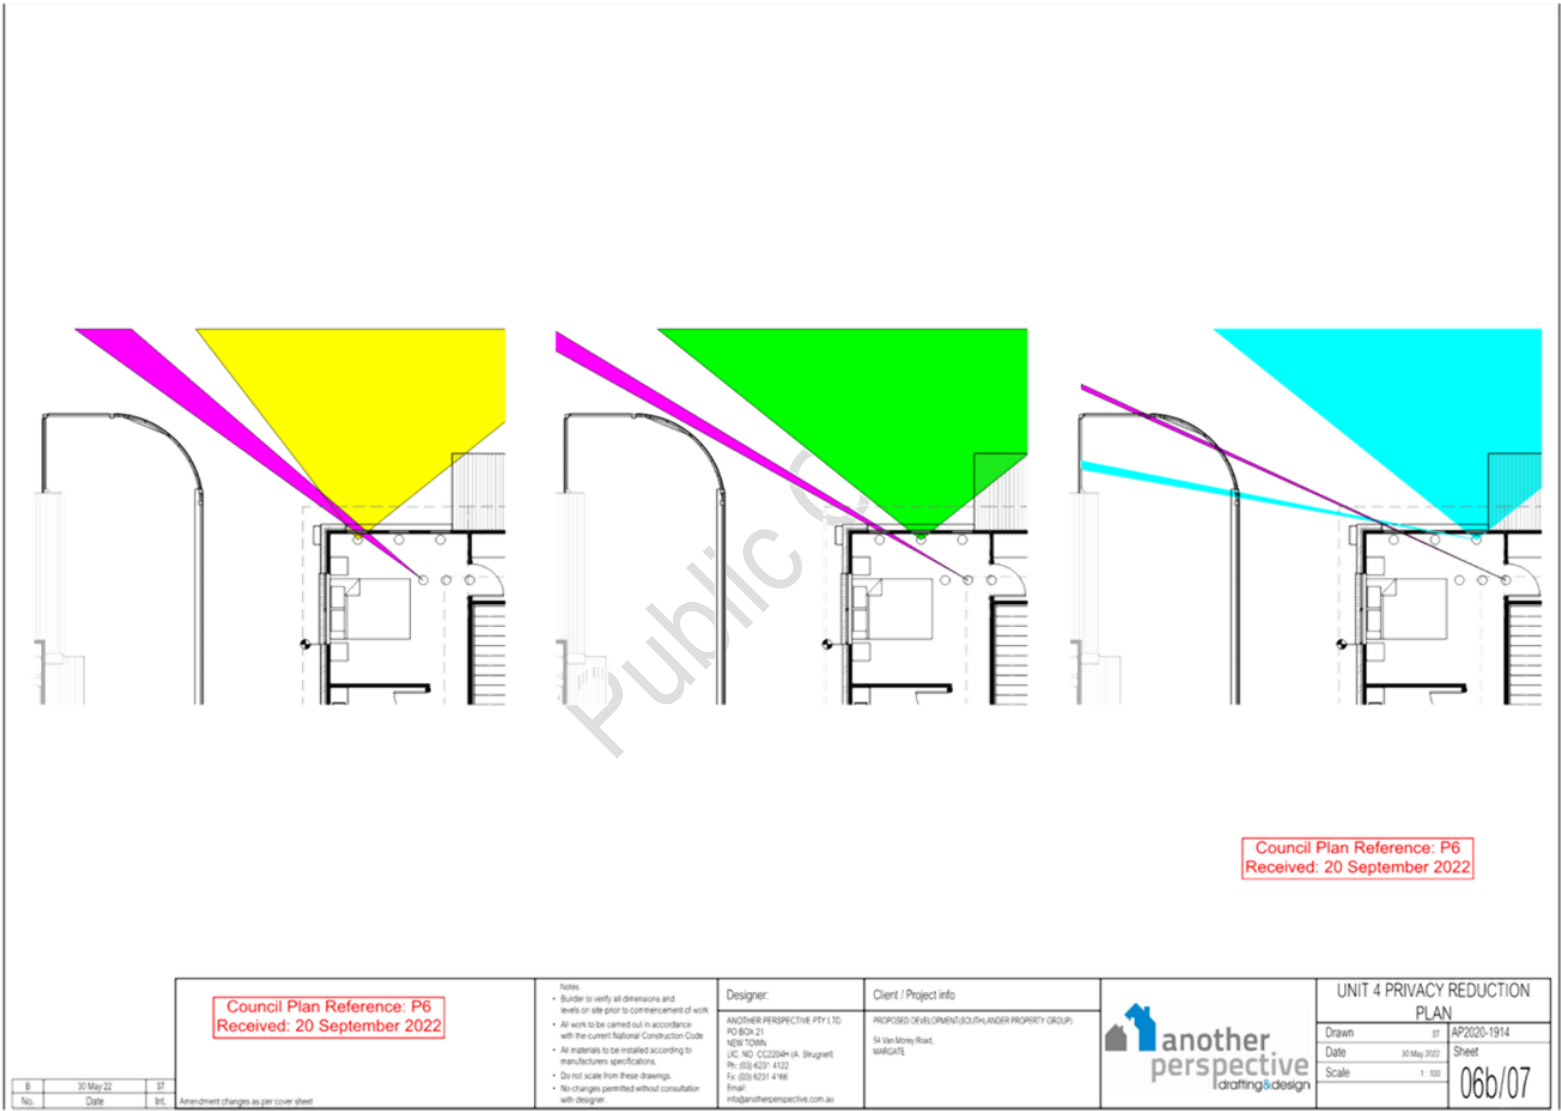 Public C
Council Plan Reference: P6
Received: 20 September 2022
B 30 May 22 ST
No. Date Int.
Council Plan Reference: P6
Received: 20 September 2022
Amendment changes as per cover sheet
Notes
• Builder to verify all dimensions and
levels on site prior to commencement of work
• All work to be carried out in accordance
with the current National Construction Code
• All materials to be installed according to
manufacturers specifications.
• Do not scale from these drawings.
• No changes permitted without consultation
with designer.
Designer:
ANOTHER PERSPECTIVE PTY LTD
PO BOX 21
NEW TOWN
LIC. NO. CC2204H (A. Strugnell)
Ph: (03) 6231 4122
Fx: (03) 6231 4166
Email:
info@anotherperspective.com.au
Client / Project info
PROPOSED DEVELOPMENT(SOUTHLANDER PROPERTY GROUP)
54 Van Morey Road,
MARGATE
another
perspective
drafting&design
UNIT 4 PRIVACY REDUCTION
PLAN
Drawn ST AP2020-1914
Date 30 May 2022 Sheet
Scale 1 : 100 06b/07